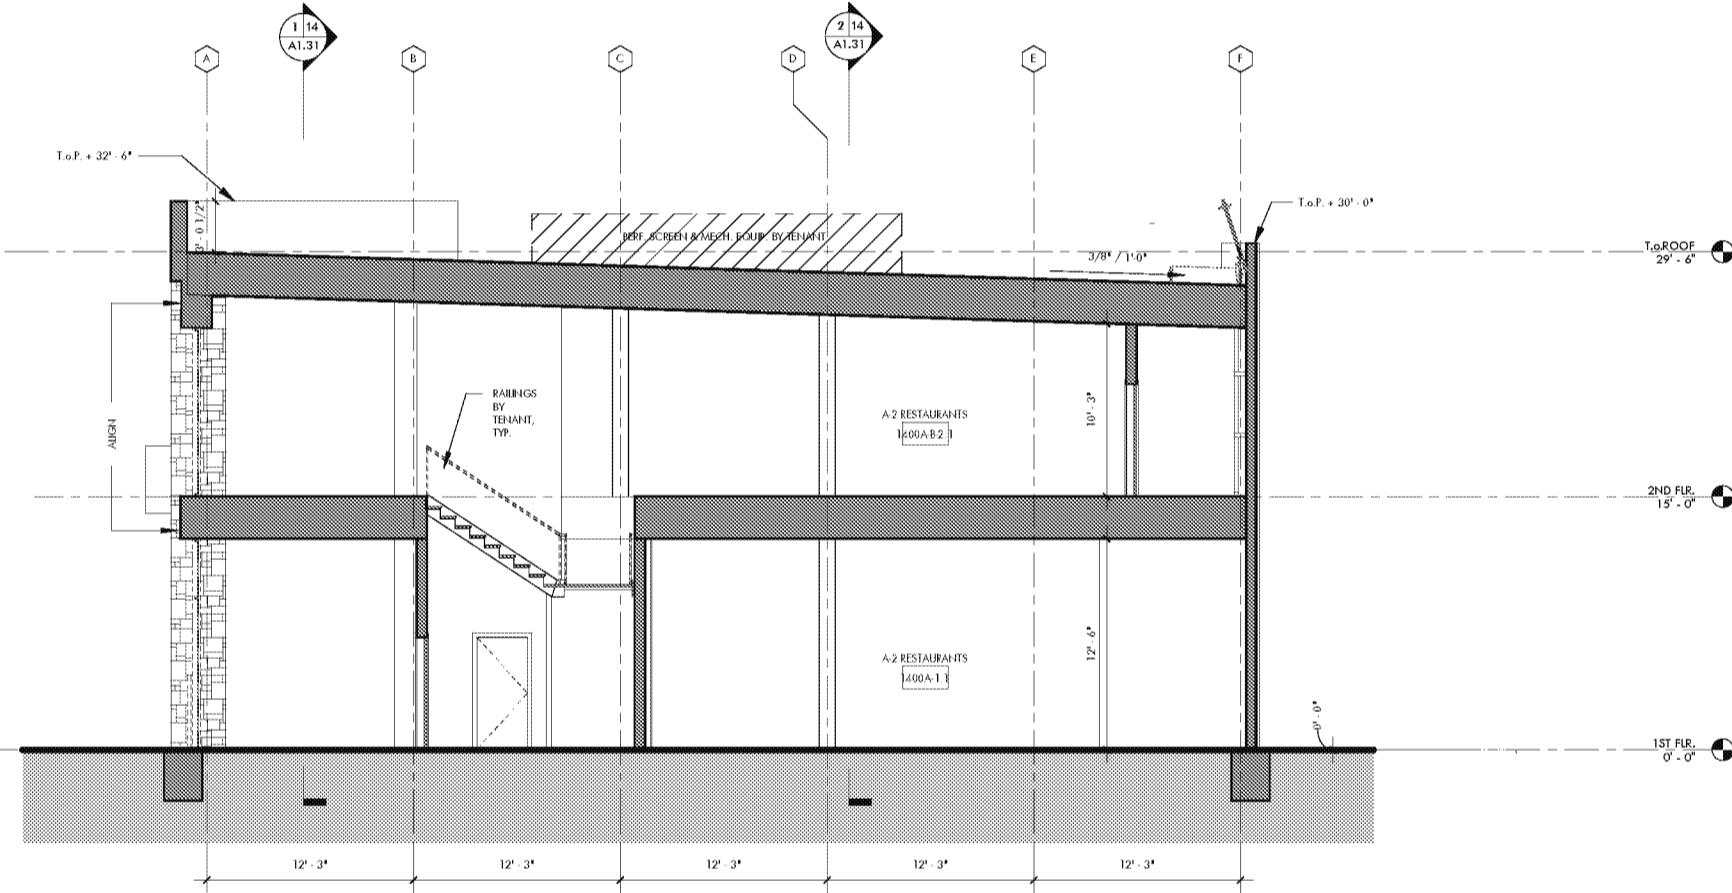 1 14
A1.31
2 14
A1.31
A
B
C
D
E
F
T.o.P. + 32' - 6"
T.o.P. + 30' - 0"
3' - 0 1/2"
PERF. SCREEN & MECH. EQUIP. BY TENANT
3/8" / 1'-0"
T.o.ROOF
29' - 6"
ALIGN
RAILINGS
BY
TENANT,
TYP.
A-2 RESTAURANTS
1400A-B-2.1
10' - 3"
2ND FLR.
15' - 0"
A-2 RESTAURANTS
1400A-1.1
12' - 6"
0' - 0"
1ST FLR.
0' - 0"
12' - 3"
12' - 3"
12' - 3"
12' - 3"
12' - 3"